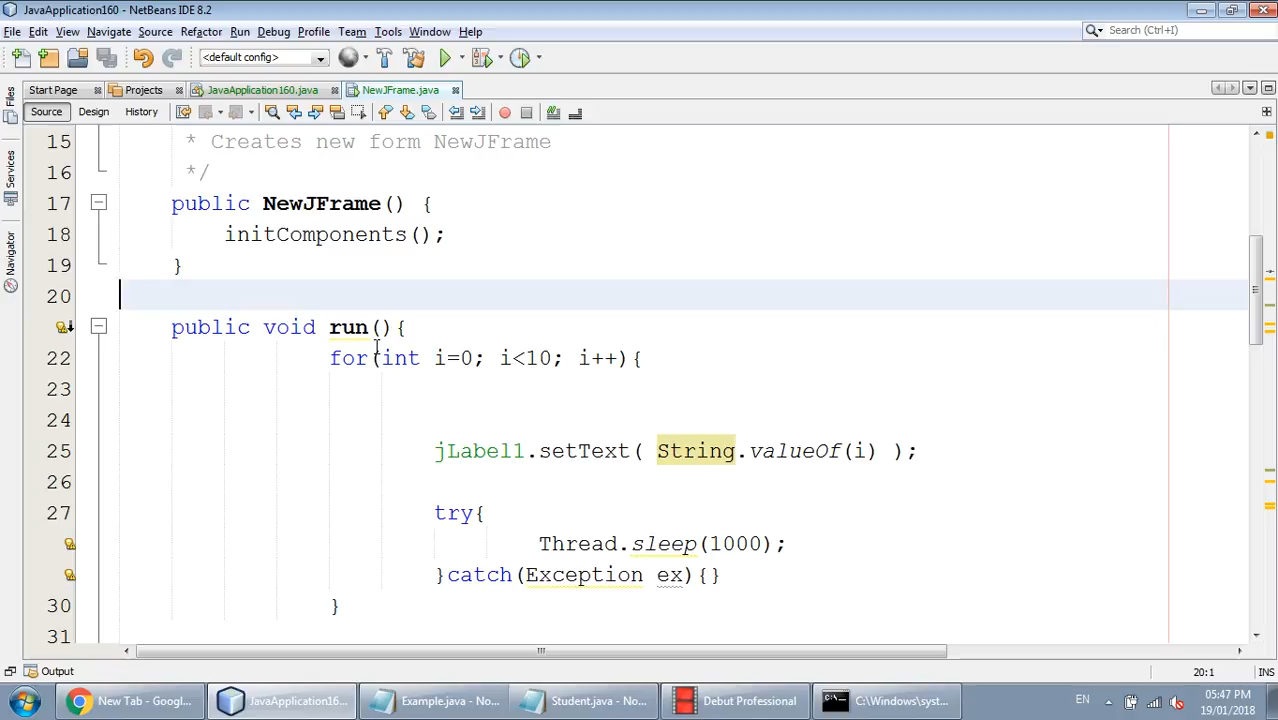 JavaApplication160 - NetBeans IDE 8.2
File Edit View Navigate Source Refactor Run Debug Profile Team Tools Window Help
Search (Ctrl+I)
<default config>
Start Page Projects JavaApplication160.java NewJFrame.java
Source Design History
Files
Services
Navigator
15 * Creates new form NewJFrame
16 */
17 public NewJFrame() {
18 initComponents();
19 }
20
public void run(){
22 for(int i=0; i<10; i++){
23
24
25 jLabel1.setText( String.valueOf(i) );
26
27 try{
Thread.sleep(1000);
}catch(Exception ex){}
30 }
31
Output
20:1 INS
New Tab - Googl... JavaApplication16... Example.java - No... Student.java - No... Debut Professional C:\Windows\syst... EN 05:47 PM
19/01/2018